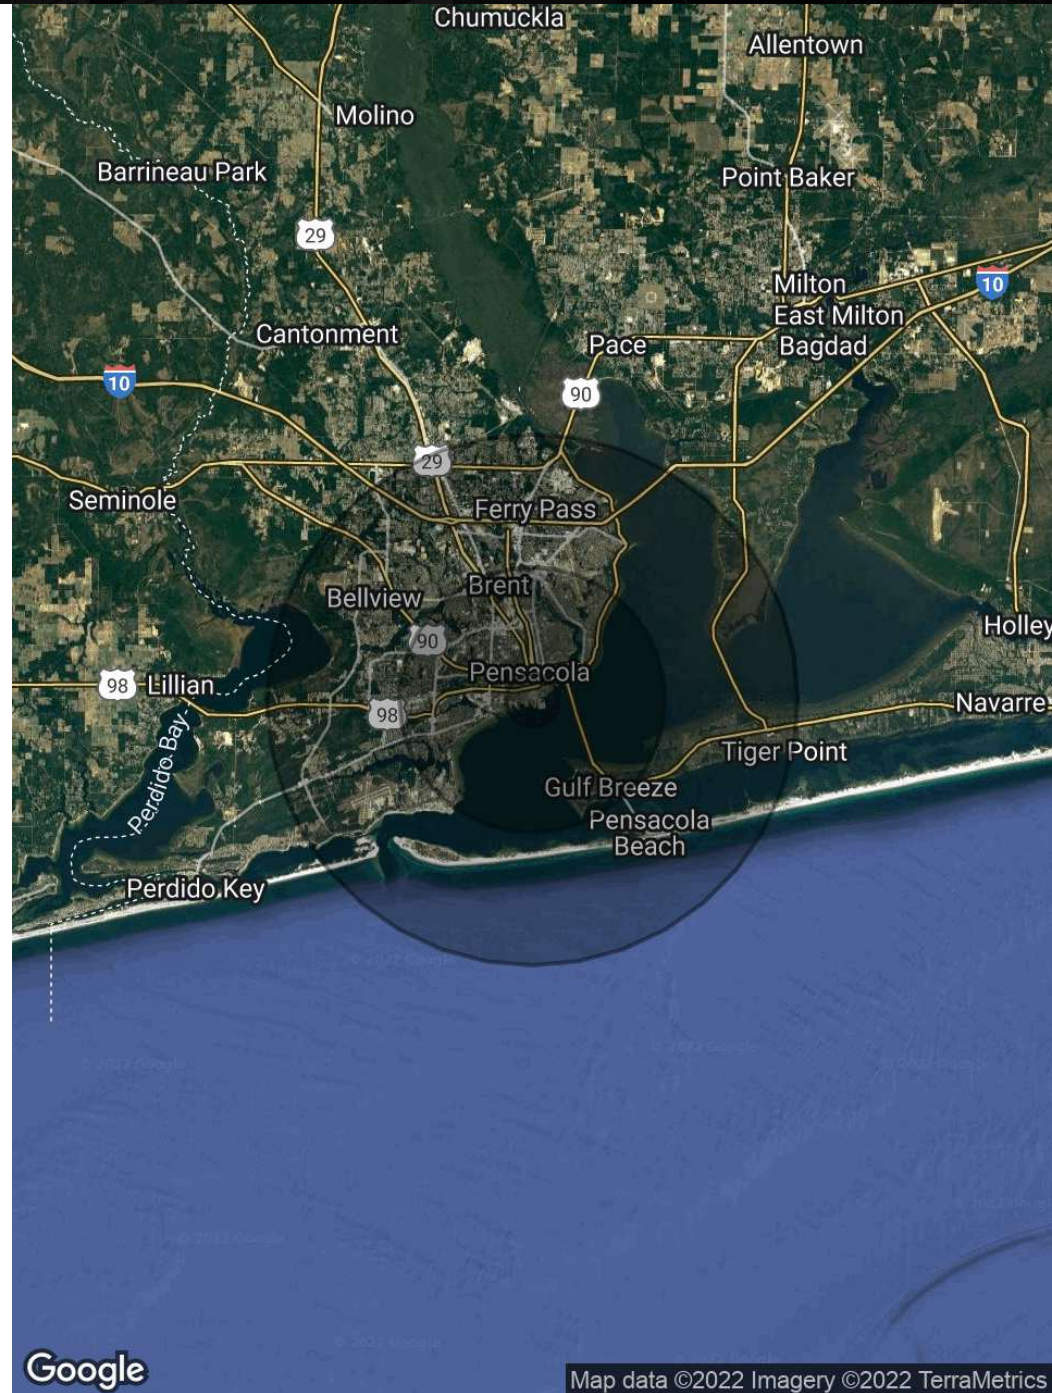 Chumuckla
Allentown
Molino
Barrineau Park
Point Baker
29
10
Milton
East Milton
Cantonment
Pace
Bagdad
10
90
29
Seminole
Ferry Pass
Brent
Bellview
90
Holley
Pensacola
98
Lillian
98
Navarre
Perdido Bay
Tiger Point
Gulf Breeze
Pensacola
Beach
Perdido Key
Google
Map data ©2022 Imagery ©2022 TerraMetrics